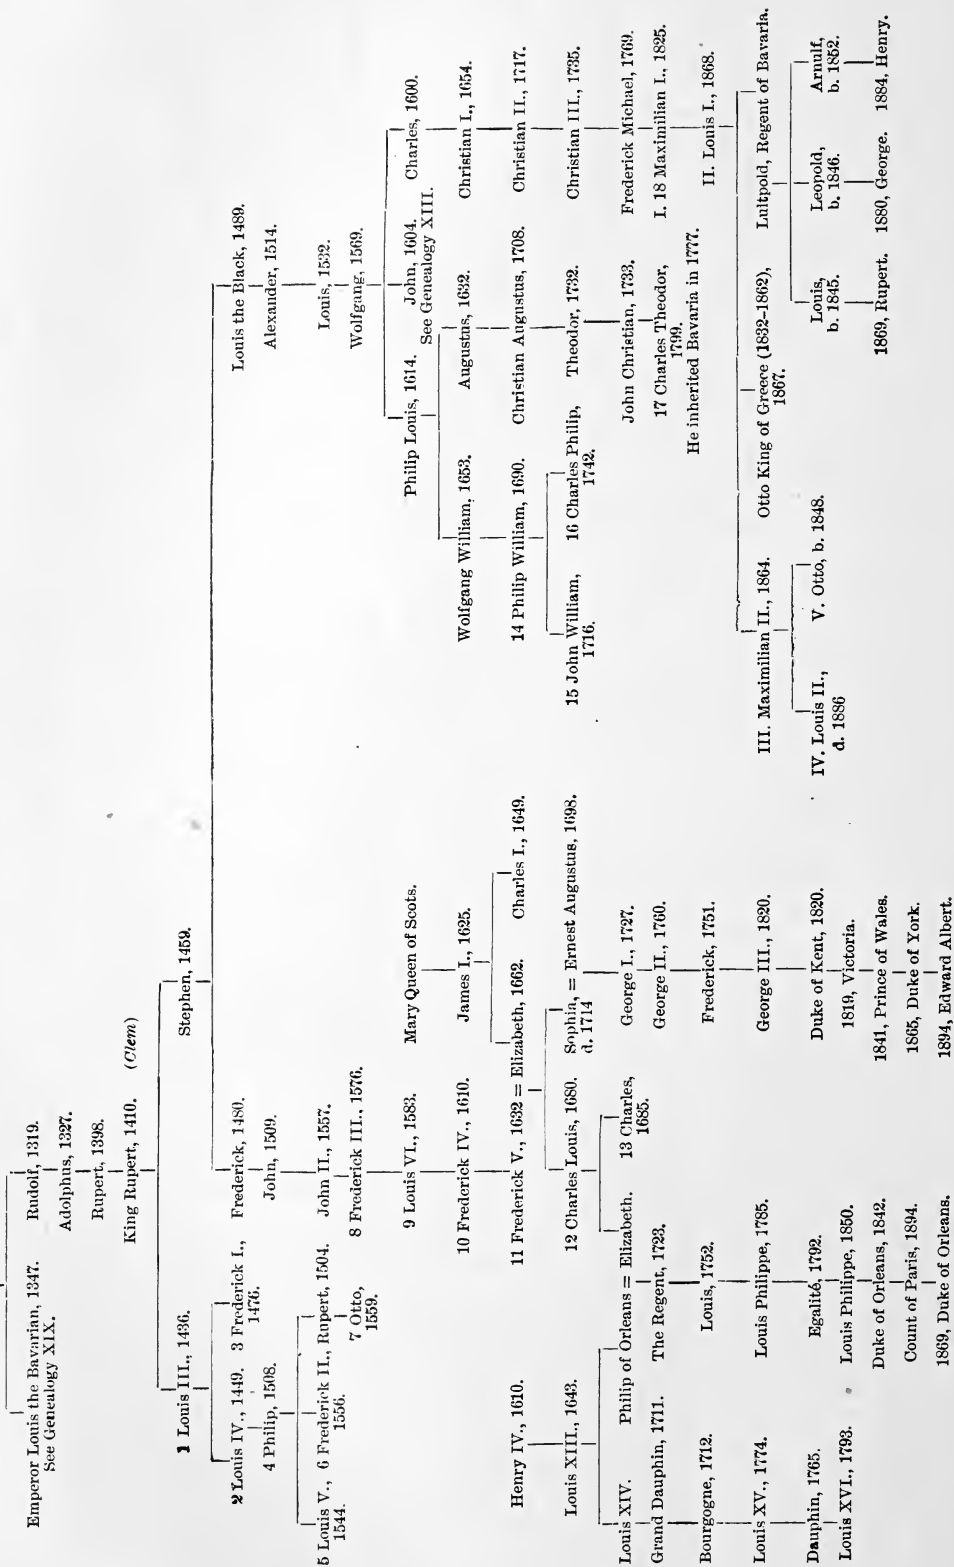 Emperor Louis the Bavarian, 1347.
See Genealogy XIX.
Rudolf, 1319.
Adolphus, 1327.
Rupert, 1398.
King Rupert, 1410. (Clem)
1 Louis III., 1436.
Stephen, 1459.
2 Louis IV., 1449. 3 Frederick I.,
1476.
Frederick, 1480.
Louis the Black, 1489.
4 Philip, 1508.
John, 1509.
Alexander, 1514.
5 Louis V., 6 Frederick II., Rupert, 1504.
1544. 1556.
John II., 1557.
Louis, 1532.
7 Otto,
1559.
8 Frederick III., 1576.
Wolfgang, 1569.
9 Louis VI., 1583.
Mary Queen of Scots.
Philip Louis, 1614.
John, 1604.
See Genealogy XIII.
Charles, 1600.
10 Frederick IV., 1610.
James I., 1625.
Wolfgang William, 1653.
Augustus, 1632.
Christian I., 1654.
Henry IV., 1610.
11 Frederick V., 1632 = Elizabeth, 1662.
Charles I., 1649.
14 Philip William, 1690.
Christian Augustus, 1708.
Christian II., 1717.
Louis XIII., 1643.
12 Charles Louis, 1680.
Sophia, = Ernest Augustus, 1698.
d. 1714
15 John William,
1716.
16 Charles Philip,
1742.
Theodor, 1732.
Christian III., 1735.
Louis XIV.
Philip of Orleans = Elizabeth.
13 Charles,
1685.
George I., 1727.
John Christian, 1733.
Frederick Michael, 1769.
Grand Dauphin, 1711.
The Regent, 1723.
George II., 1760.
17 Charles Theodor,
1799.
He inherited Bavaria in 1777.
I. 18 Maximilian I., 1825.
Bourgogne, 1712.
Louis, 1752.
Frederick, 1751.
II. Louis I., 1868.
Louis XV., 1774.
Louis Philippe, 1785.
George III., 1820.
III. Maximilian II., 1864.
Otto King of Greece (1832-1862),
1867.
Luitpold, Regent of Bavaria.
Dauphin, 1765.
Egalité, 1792.
Duke of Kent, 1820.
IV. Louis II.,
d. 1886
V. Otto, b. 1848.
Louis,
b. 1845.
Leopold,
b. 1846.
Arnulf,
b. 1852.
Louis XVI., 1793.
Louis Philippe, 1850.
1819, Victoria.
Duke of Orleans, 1842.
1841, Prince of Wales.
1869, Rupert.
1880, George.
1884, Henry.
Count of Paris, 1894.
1865, Duke of York.
1869, Duke of Orleans.
1894, Edward Albert.